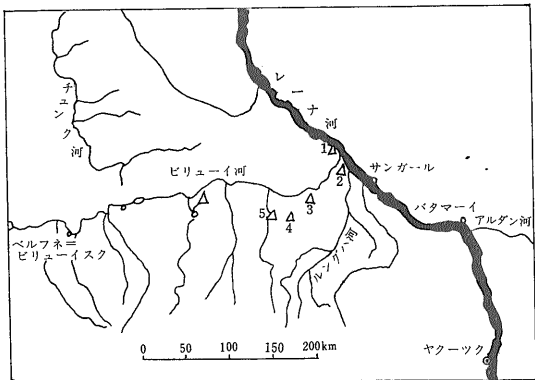 チュンク河
レーナ河
1
2
サンガール
ビリューイ河
3
バタマーイ
アルダン河
5
4
ベルフネ＝
ビリューイスク
ルングハ河
ヤクーツク
0 50 100 150 200km